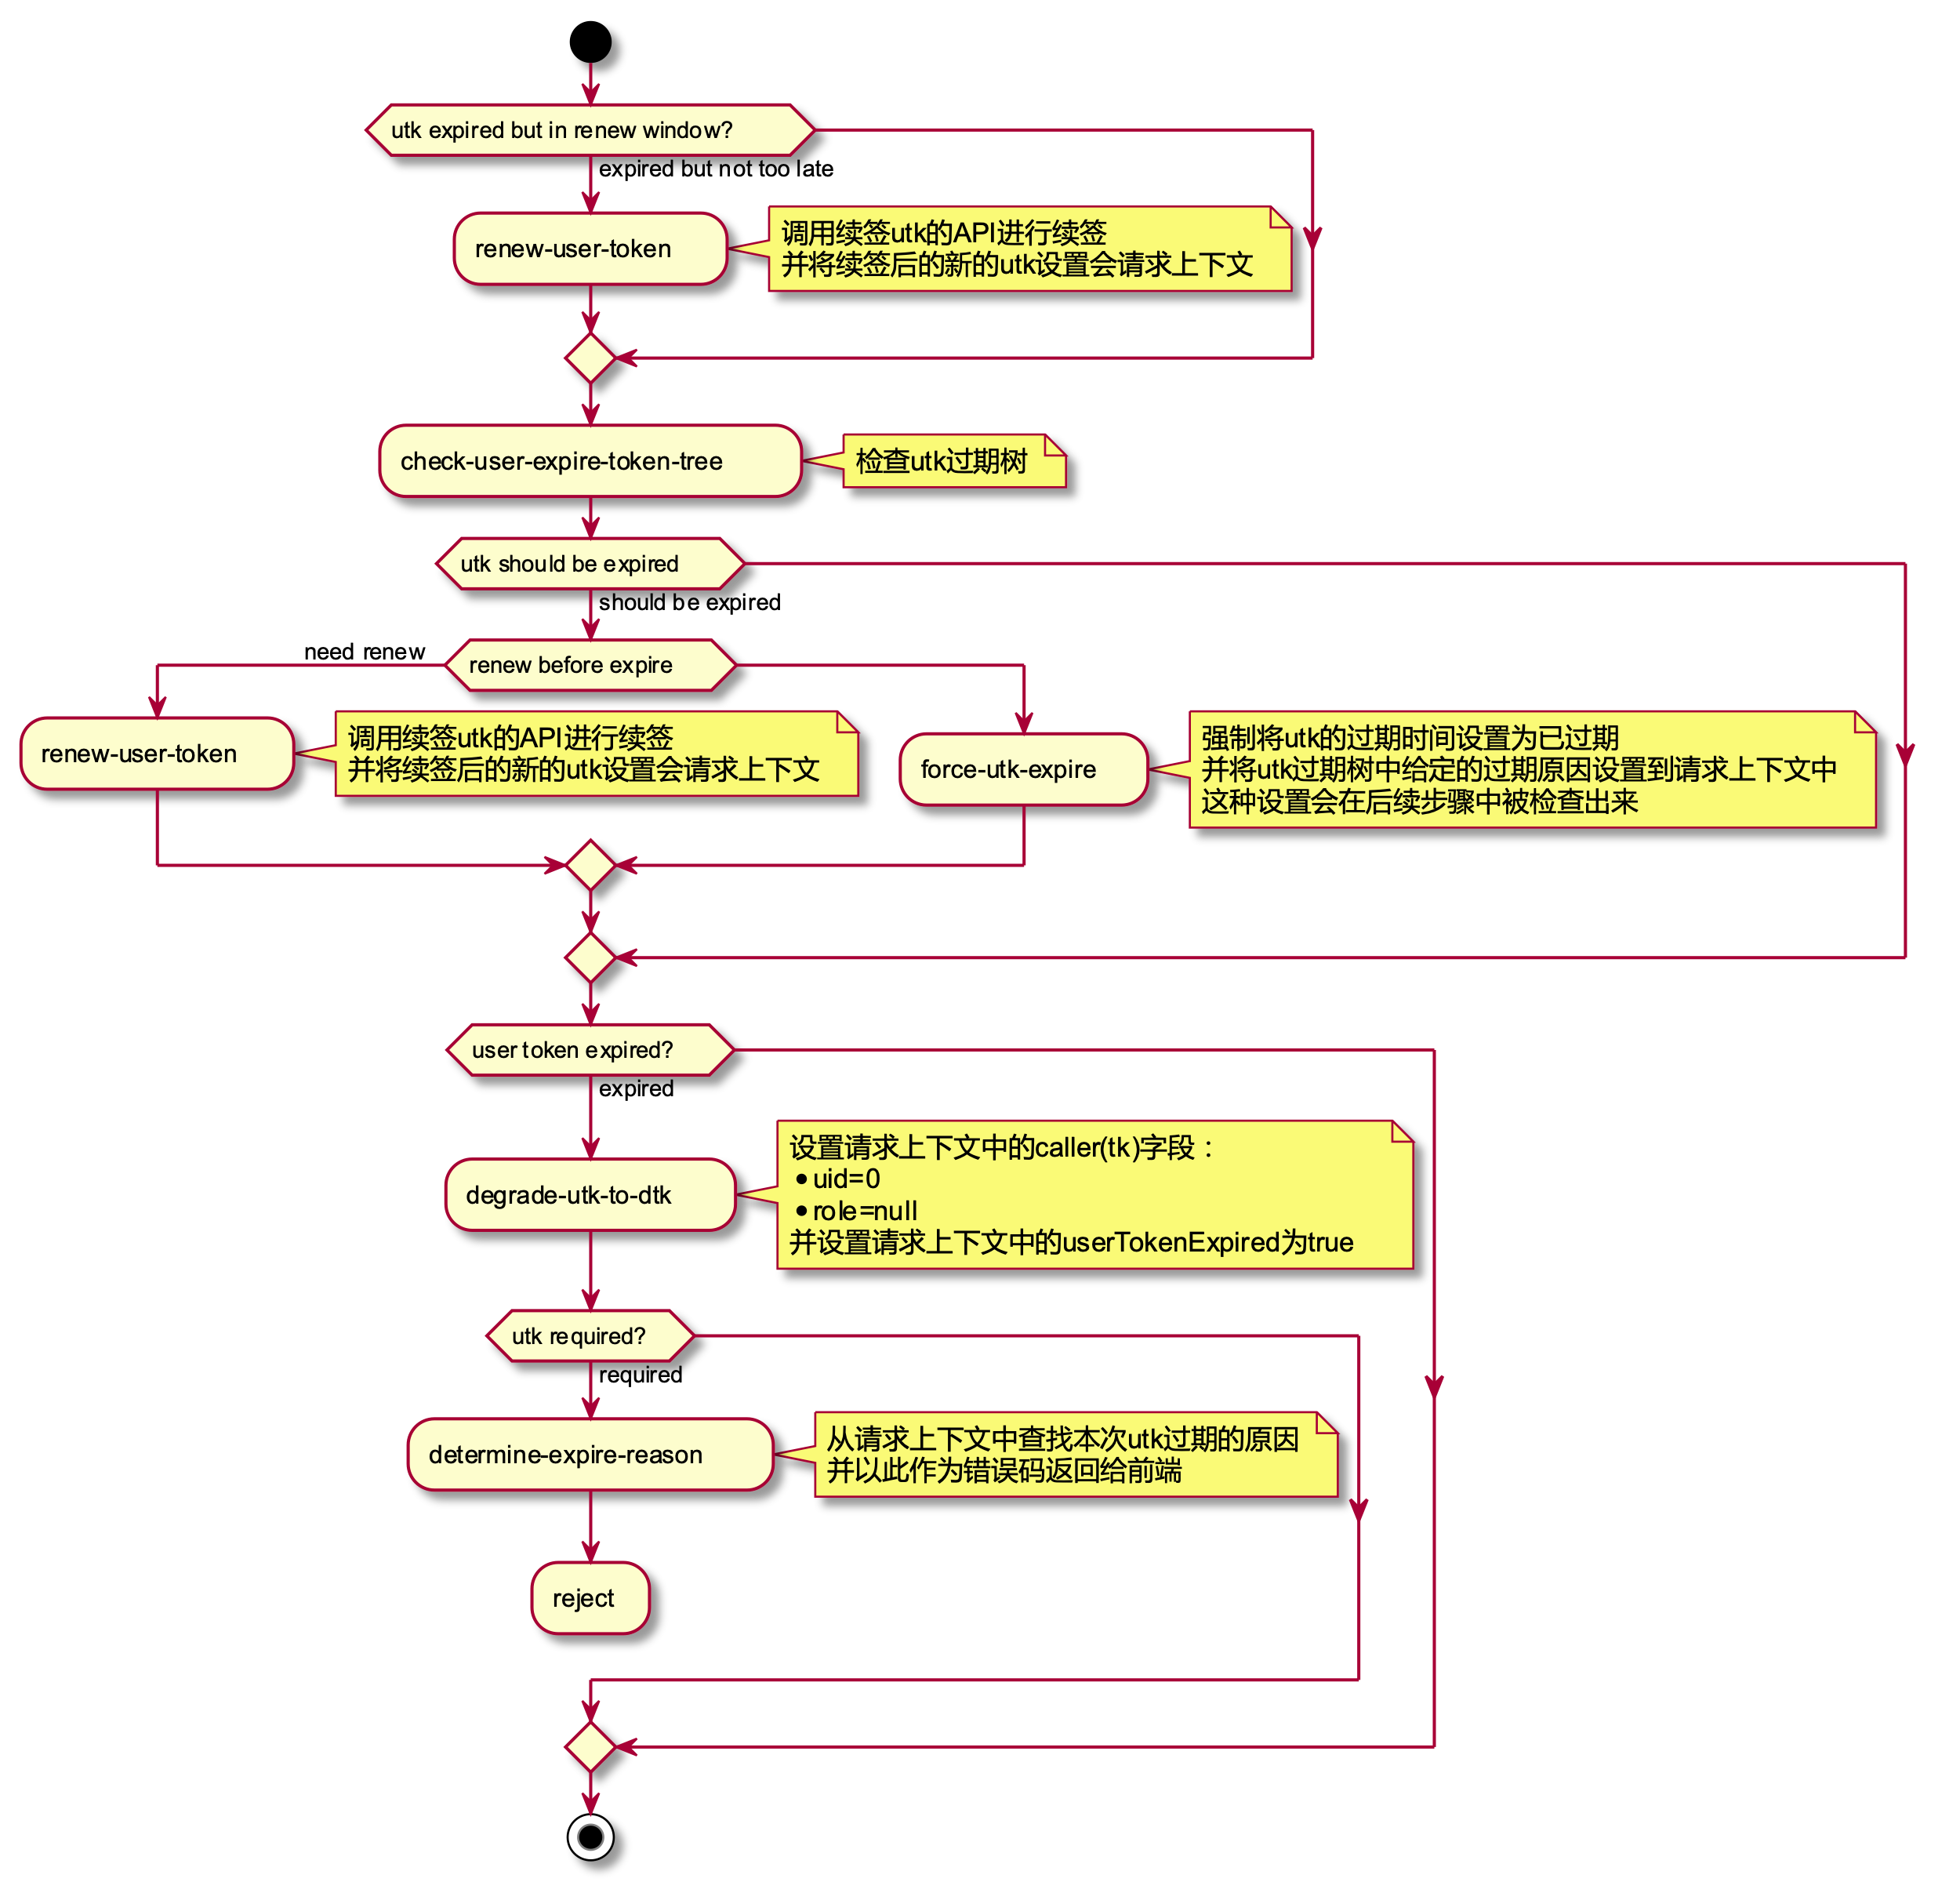 utk expired but in renew window?
expired but not too late
renew-user-token
调用续签utk的API进行续签
并将续签后的新的utk设置会请求上下文
check-user-expire-token-tree
检查utk过期树
utk should be expired
should be expired
need renew
renew before expire
renew-user-token
调用续签utk的API进行续签
并将续签后的新的utk设置会请求上下文
force-utk-expire
强制将utk的过期时间设置为已过期
并将utk过期树中给定的过期原因设置到请求上下文中
这种设置会在后续步骤中被检查出来
user token expired?
expired
degrade-utk-to-dtk
设置请求上下文中的caller(tk)字段：
• uid=0
• role=null
并设置请求上下文中的userTokenExpired为true
utk required?
required
determine-expire-reason
从请求上下文中查找本次utk过期的原因
并以此作为错误码返回给前端
reject